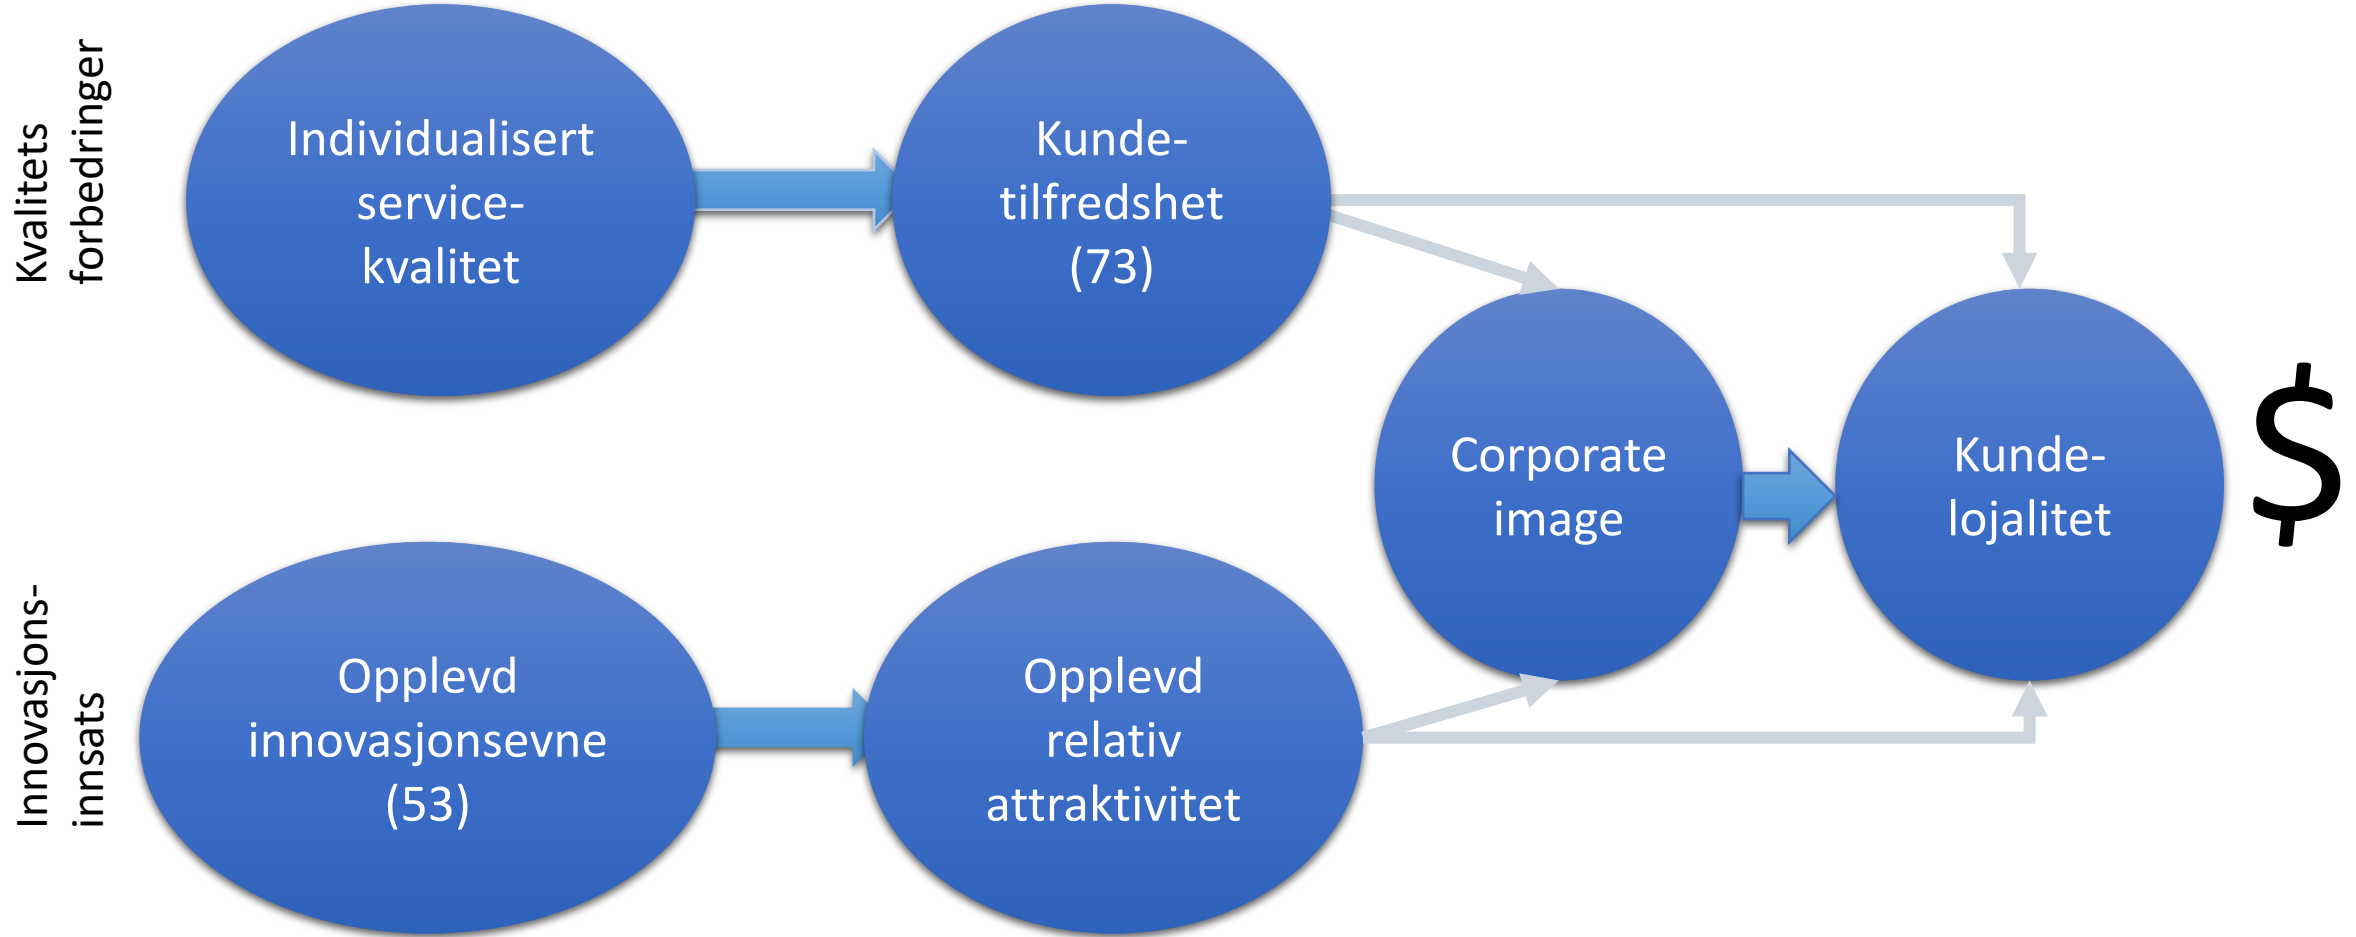 Kvalitets
forbedringer
Individualisert
service-
kvalitet
Kunde-
tilfredshet
(73)
Corporate
image
Kunde-
lojalitet
$
Innovasjons-
innsats
Opplevd
innovasjonsevne
(53)
Opplevd
relativ
attraktivitet